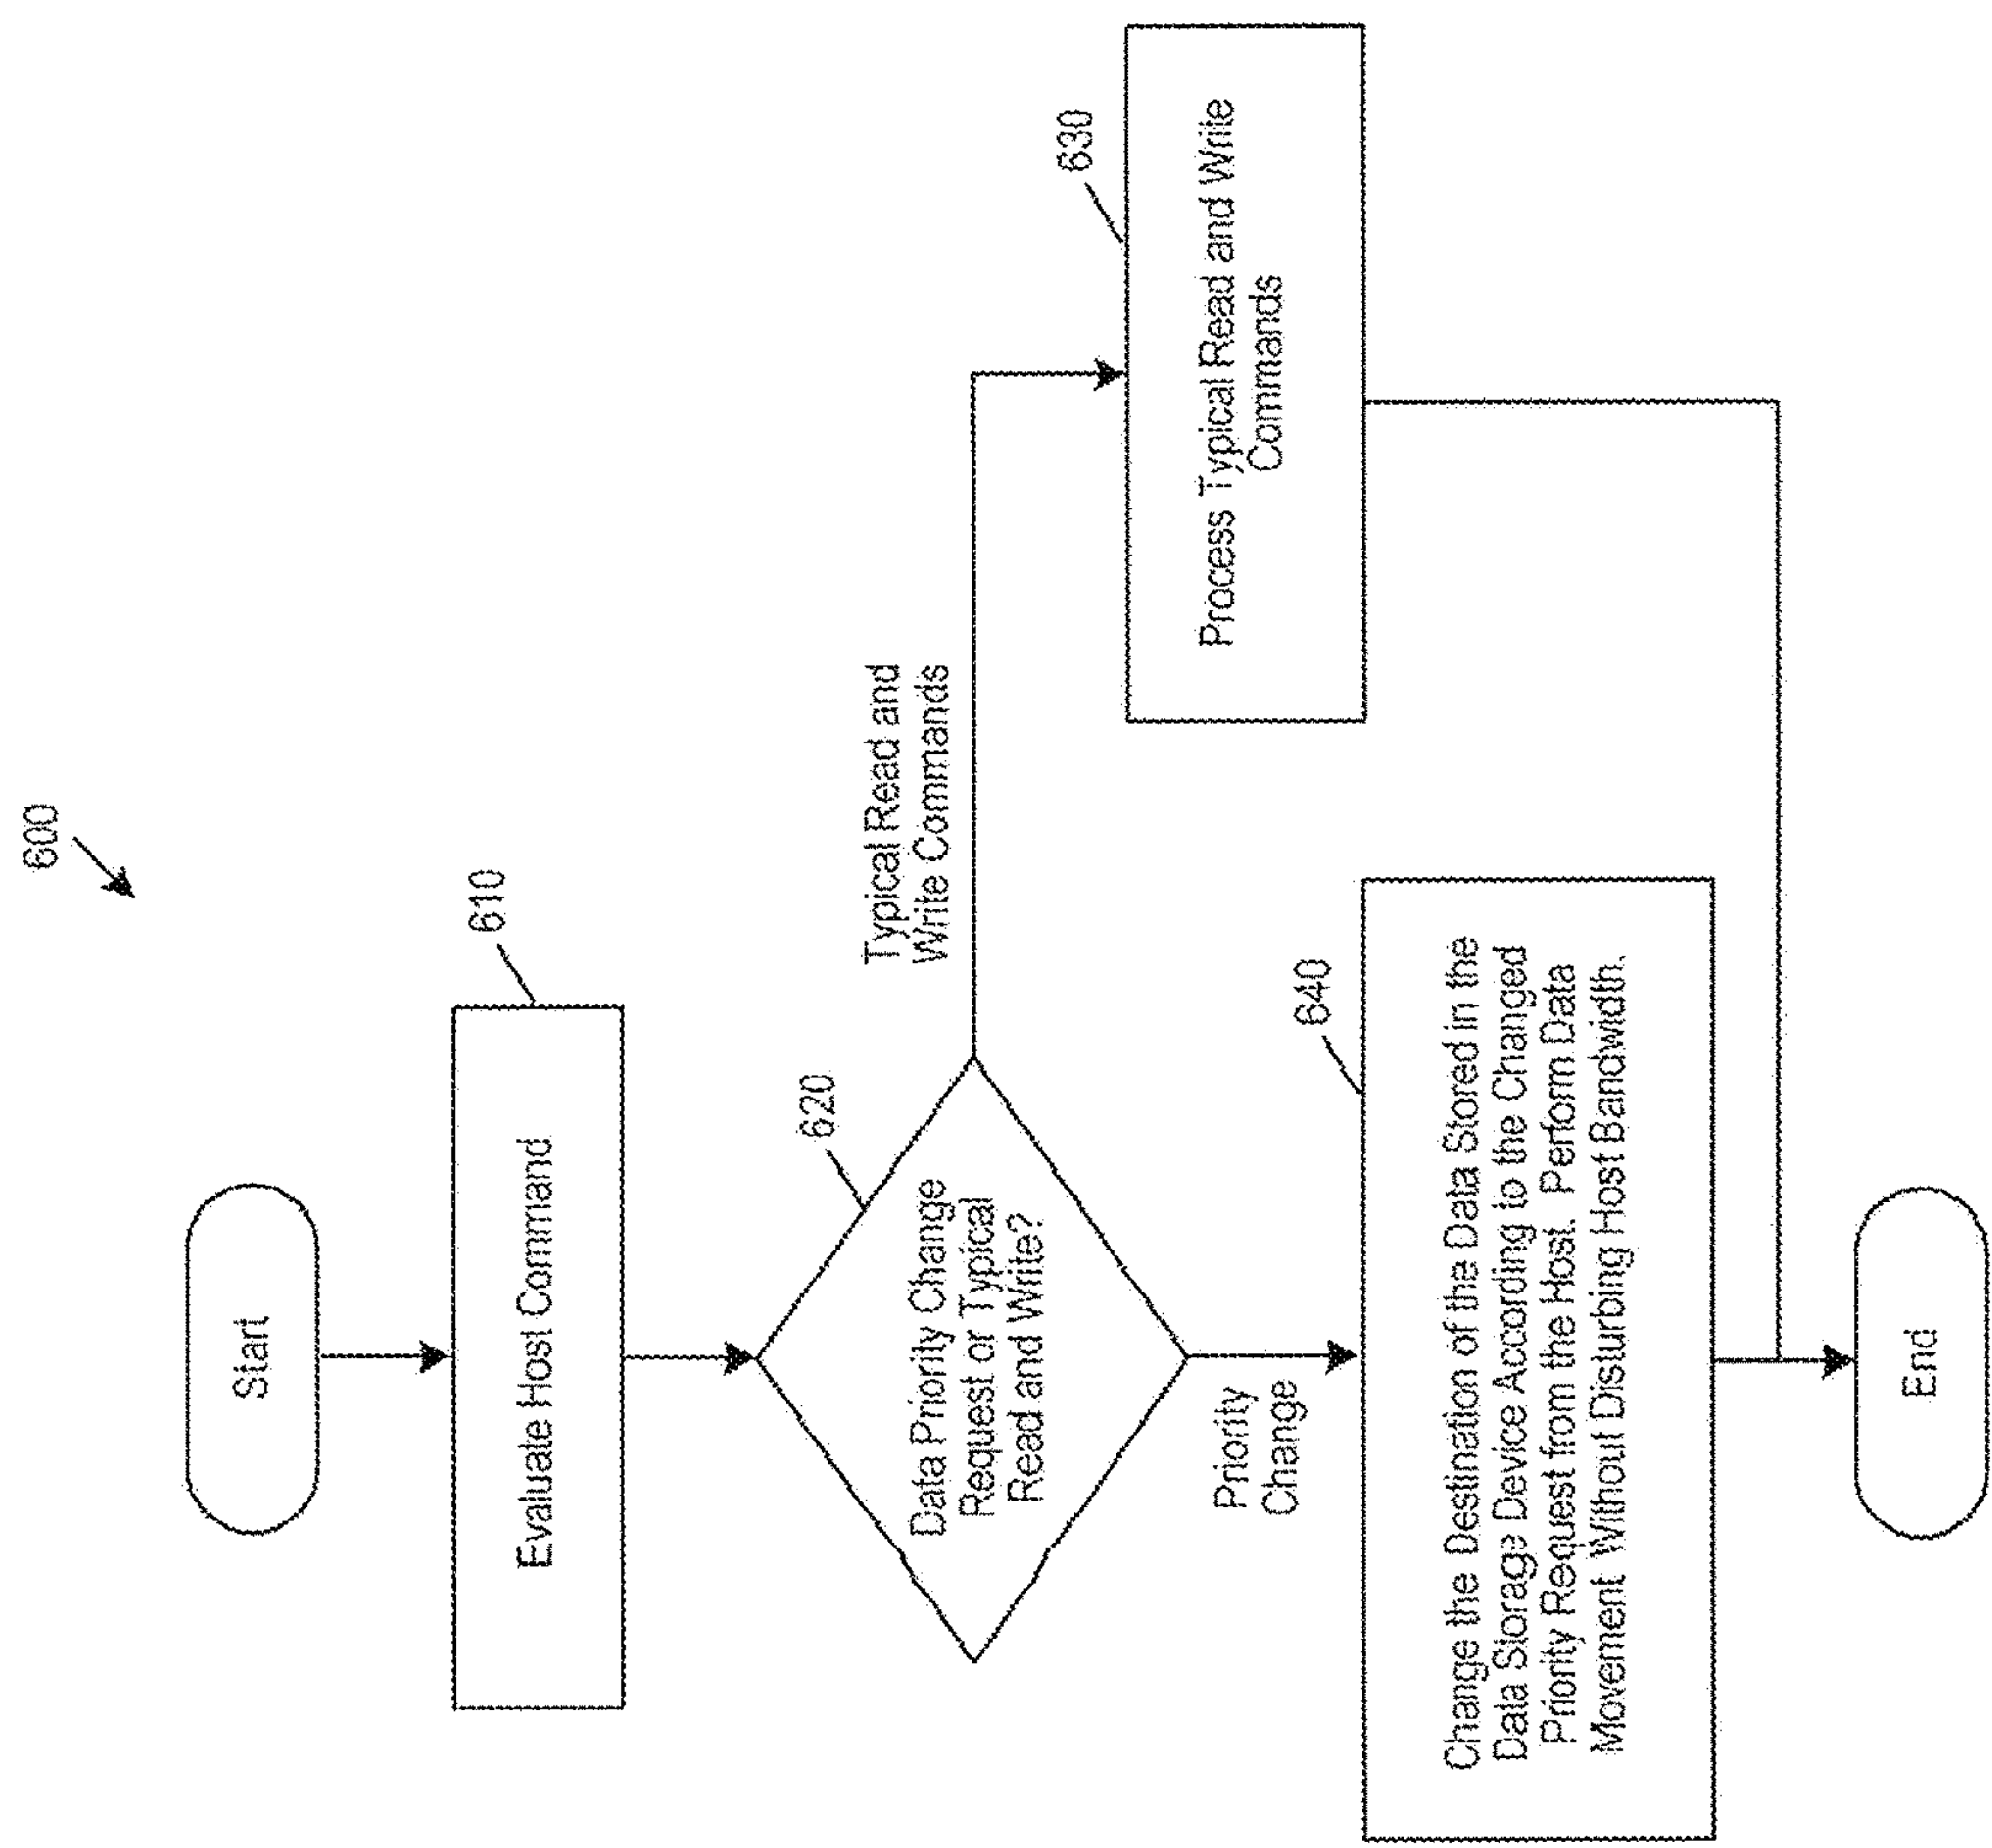 600
Start
610
Evaluate Host Command
620
Data Priority Change
Request or Typical
Read and Write?
Typical Read and
Write Commands
630
Process Typical Read and Write
Commands
Priority
Change
640
Change the Destination of the Data Stored in the
Data Storage Device According to the Changed
Priority Request from the Host. Perform Data
Movement Without Disturbing Host Bandwidth.
End